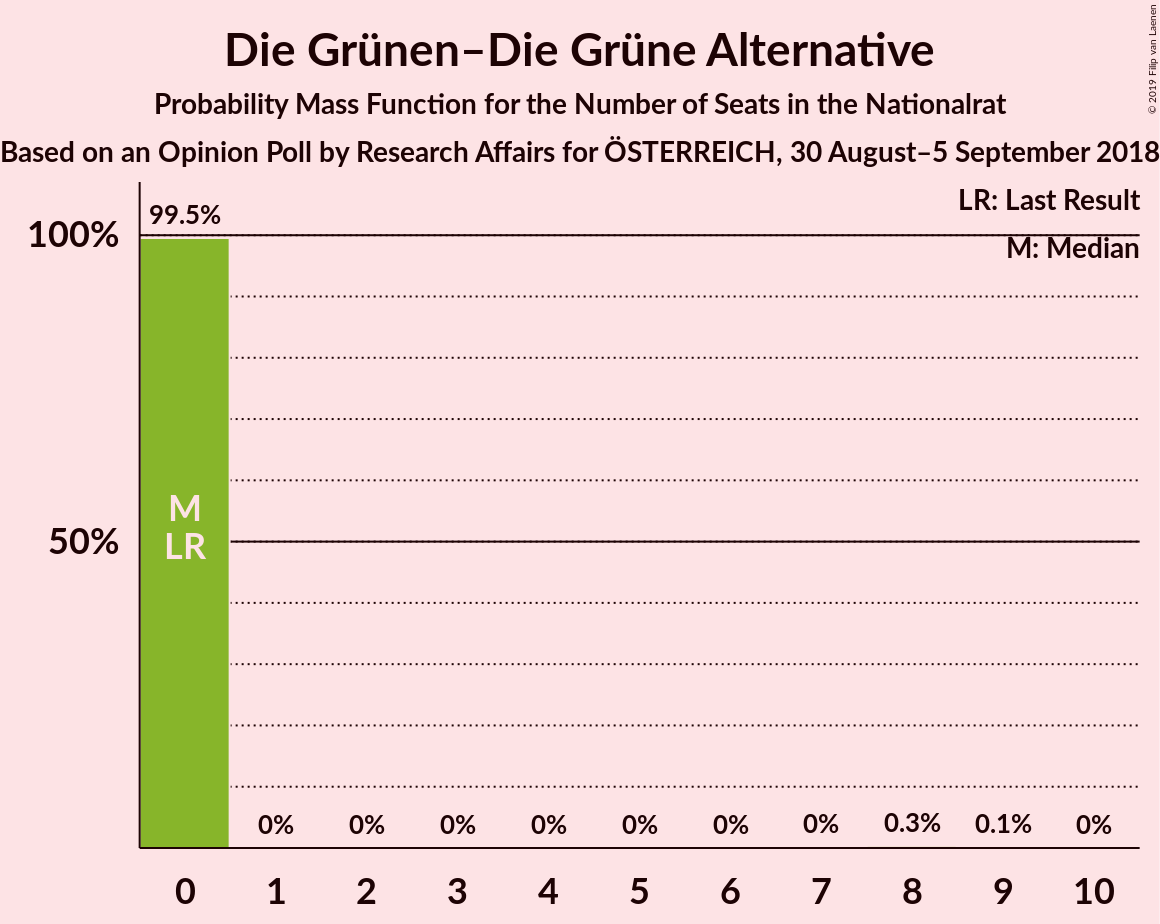 Die Grünen–Die Grüne Alternative
Probability Mass Function for the Number of Seats in the Nationalrat
Based on an Opinion Poll by Research Affairs for ÖSTERREICH, 30 August–5 September 2018
© 2019 Filip van Laenen
LR: Last Result
M: Median
100%
50%
99.5%
M
LR
0% 0% 0% 0% 0% 0% 0% 0.3% 0.1% 0%
0 1 2 3 4 5 6 7 8 9 10